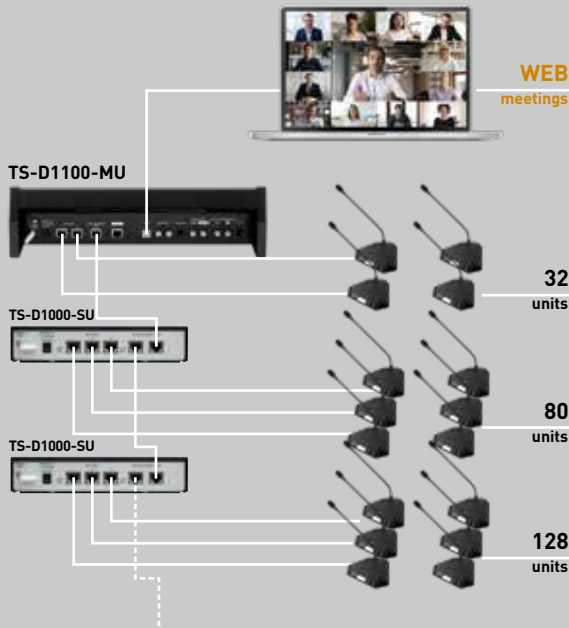 WEB
meetings
TS-D1100-MU
32
units
TS-D1000-SU
80
units
TS-D1000-SU
128
units